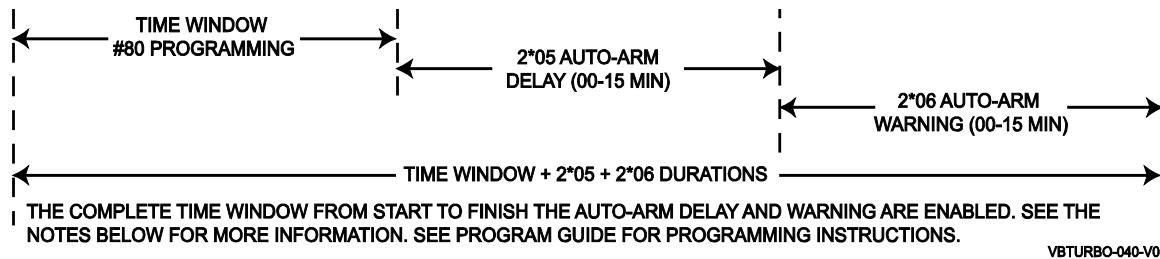 TIME WINDOW
#80 PROGRAMMING
2*05 AUTO-ARM
DELAY (00-15 MIN)
2*06 AUTO-ARM
WARNING (00-15 MIN)
TIME WINDOW + 2*05 + 2*06 DURATIONS
THE COMPLETE TIME WINDOW FROM START TO FINISH THE AUTO-ARM DELAY AND WARNING ARE ENABLED. SEE THE
NOTES BELOW FOR MORE INFORMATION. SEE PROGRAM GUIDE FOR PROGRAMMING INSTRUCTIONS.
VBTURBO-040-V0